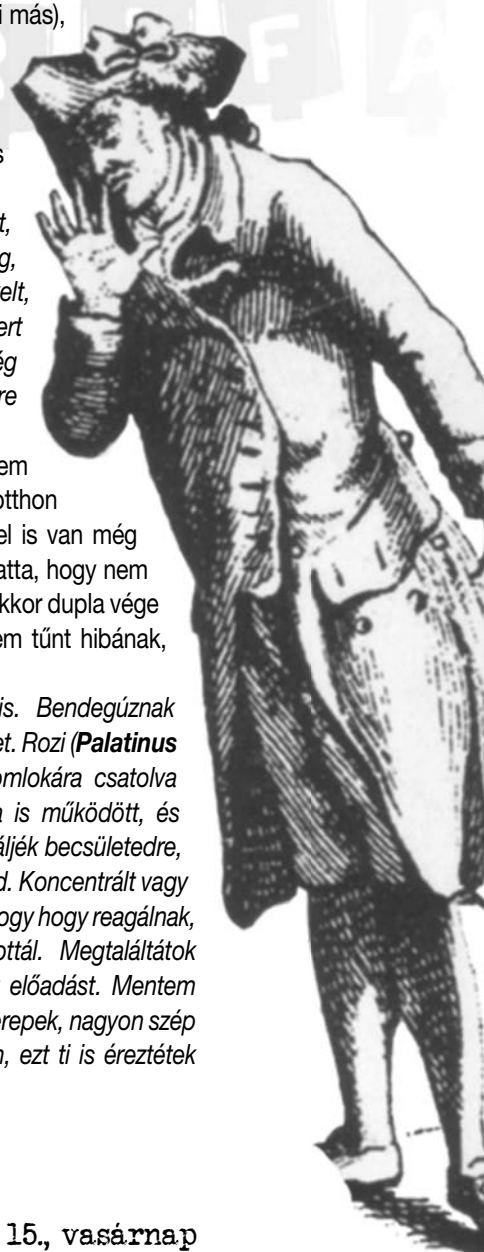 i más),
s
t,
g,
elt,
ert
ég
re
em
otthon
el is van még
atta, hogy nem
kkor dupla vége
em tűnt hibának,
is. Bendegúznak
et. Rozi (Palatinus
omlokára csatolva
a is működött, és
áljék becsületedre,
d. Koncentrált vagy
ogy hogy reagálnak,
ottál. Megtaláltátok
előadást. Mentem
erepek, nagyon szép
n, ezt ti is éreztétek
15., vasárnap